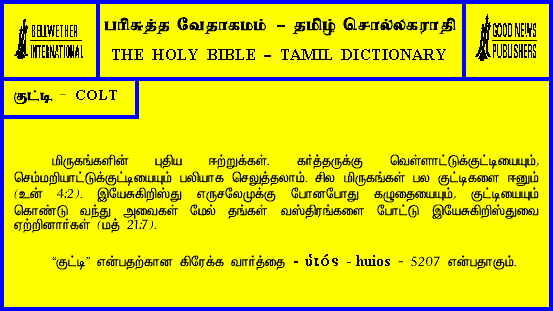 BELLWETHER
INTERNATIONAL
பரிசுத்த வேதாகமம் – தமிழ் சொல்லகராதி
THE HOLY BIBLE – TAMIL DICTIONARY
GOOD NEWS
PUBLISHERS
குட்டி – COLT
மிருகங்களின் புதிய ஈற்றுக்கள். கர்த்தருக்கு வெள்ளாட்டுக்குட்டியையும்,
செம்மறியாட்டுக்குட்டியையும் பலியாக செலுத்தலாம். சில மிருகங்கள் பல குட்டிகளை ஈனும்
(உன் 4:2). இயேசுகிறிஸ்து எருசலேமுக்கு போனபோது கழுதையையும், குட்டியையும்
கொண்டு வந்து அவைகள் மேல் தங்கள் வஸ்திரங்களை போட்டு இயேசுகிறிஸ்துவை
ஏற்றினார்கள் (மத் 21:7).
“குட்டி” என்பதற்கான கிரேக்க வார்த்தை - υἱός - huios - 5207 என்பதாகும்.